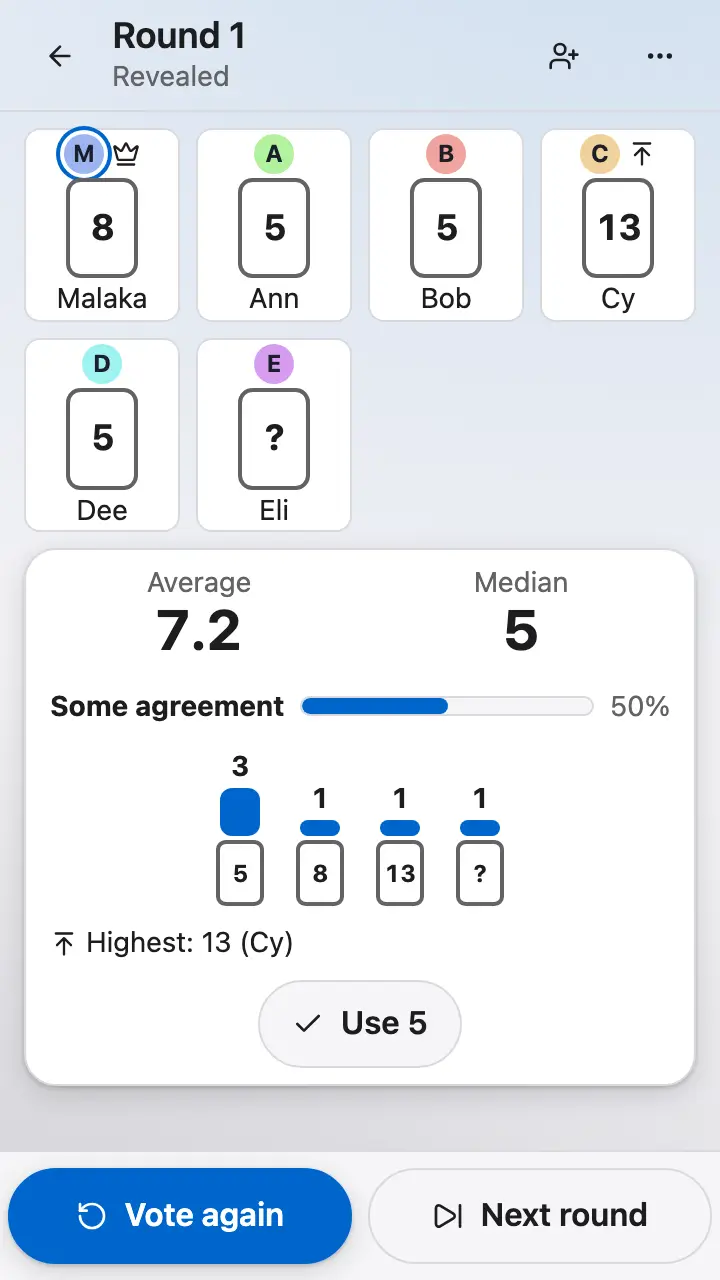 Round 1
Revealed
M
A
B
C
8
5
5
13
Malaka
Ann
Bob
Cy
D
E
5
?
Dee
Eli
Average
Median
7.2
5
Some agreement
50%
3
1
1
1
5
8
13
?
Highest: 13 (Cy)
Use 5
Vote again
Next round